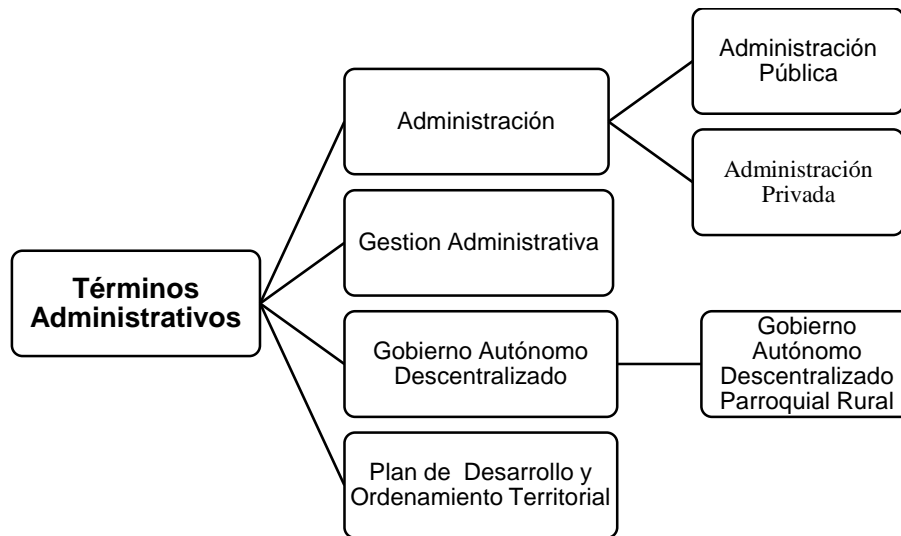 Términos
Administrativos
Administración
Administración
Pública
Administración
Privada
Gestion Administrativa
Gobierno Autónomo
Descentralizado
Gobierno
Autónomo
Descentralizado
Parroquial Rural
Plan de Desarrollo y
Ordenamiento Territorial